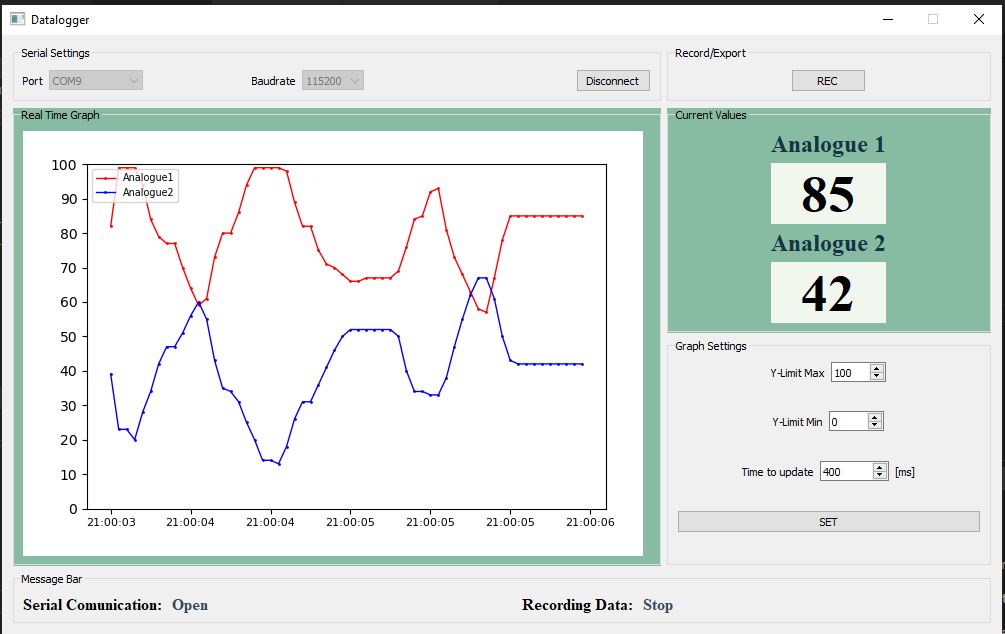 Datalogger
Serial Settings
Port COM9 Baudrate 115200 Disconnect
Record/Export
REC
Real Time Graph
100
90
80
70
60
50
40
30
20
10
0
Analogue1
Analogue2
21:00:03 21:00:04 21:00:04 21:00:05 21:00:05 21:00:05 21:00:06
Current Values
Analogue 1
85
Analogue 2
42
Graph Settings
Y-Limit Max 100
Y-Limit Min 0
Time to update 400 [ms]
SET
Message Bar
Serial Comunication: Open Recording Data: Stop